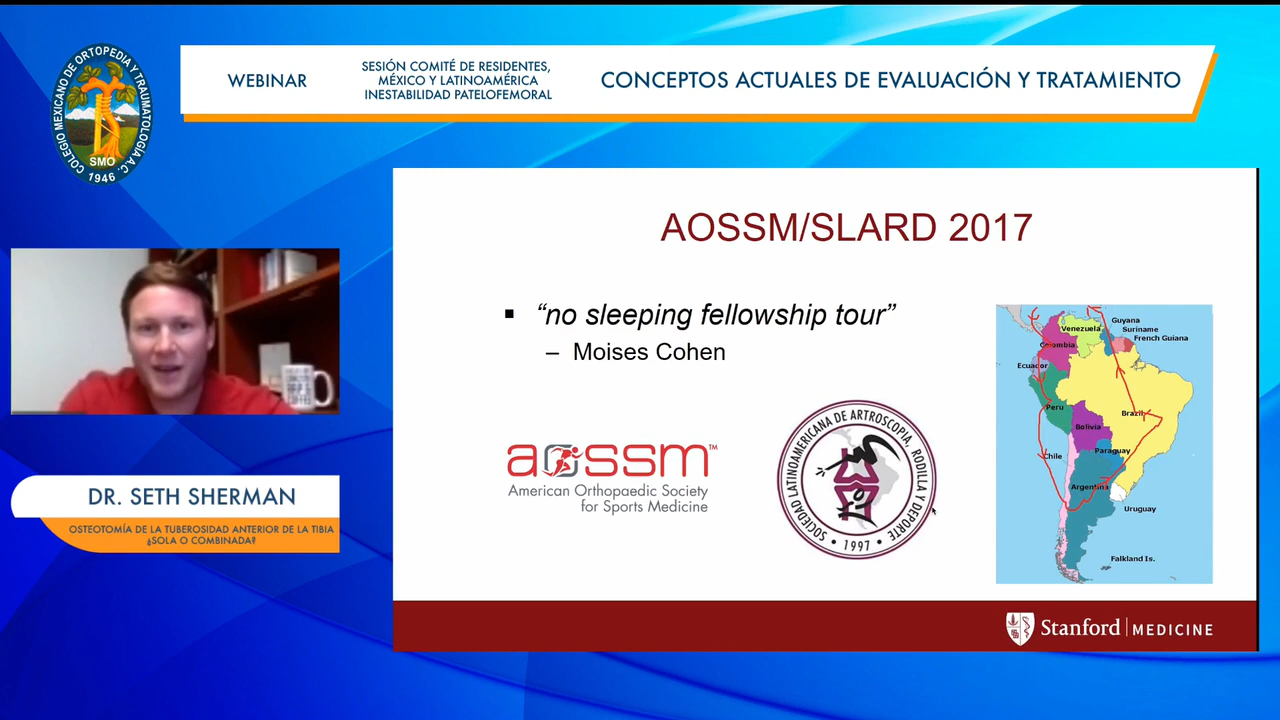 COLEGIO MEXICANO DE ORTOPEDIA Y TRAUMATOLOGÍA A.C.
SMO
1946
WEBINAR
SESIÓN COMITÉ DE RESIDENTES,
MÉXICO Y LATINOAMÉRICA
INESTABILIDAD PATELOFEMORAL
CONCEPTOS ACTUALES DE EVALUACIÓN Y TRATAMIENTO
AOSSM/SLARD 2017
▪ “no sleeping fellowship tour”
– Moises Cohen
aossm™
American Orthopaedic Society
for Sports Medicine
SOCIEDAD LATINOAMERICANA DE ARTROSCOPIA, RODILLA Y DEPORTE
• 1997 •
Guyana
Venezuela
Suriname
French Guiana
Colombia
Ecuador
Peru
Brazil
Bolivia
Paraguay
Chile
Argentina
Uruguay
Falkland Is.
DR. SETH SHERMAN
OSTEOTOMÍA DE LA TUBEROSIDAD ANTERIOR DE LA TIBIA
¿SOLA O COMBINADA?
Stanford MEDICINE